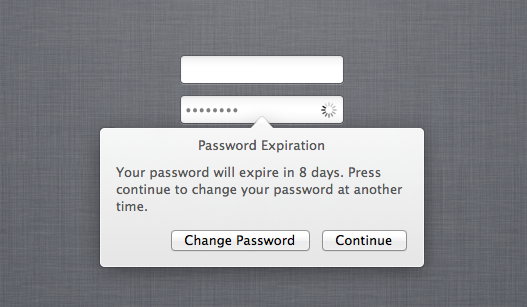 Password Expiration
Your password will expire in 8 days. Press
continue to change your password at another
time.
Change Password
Continue